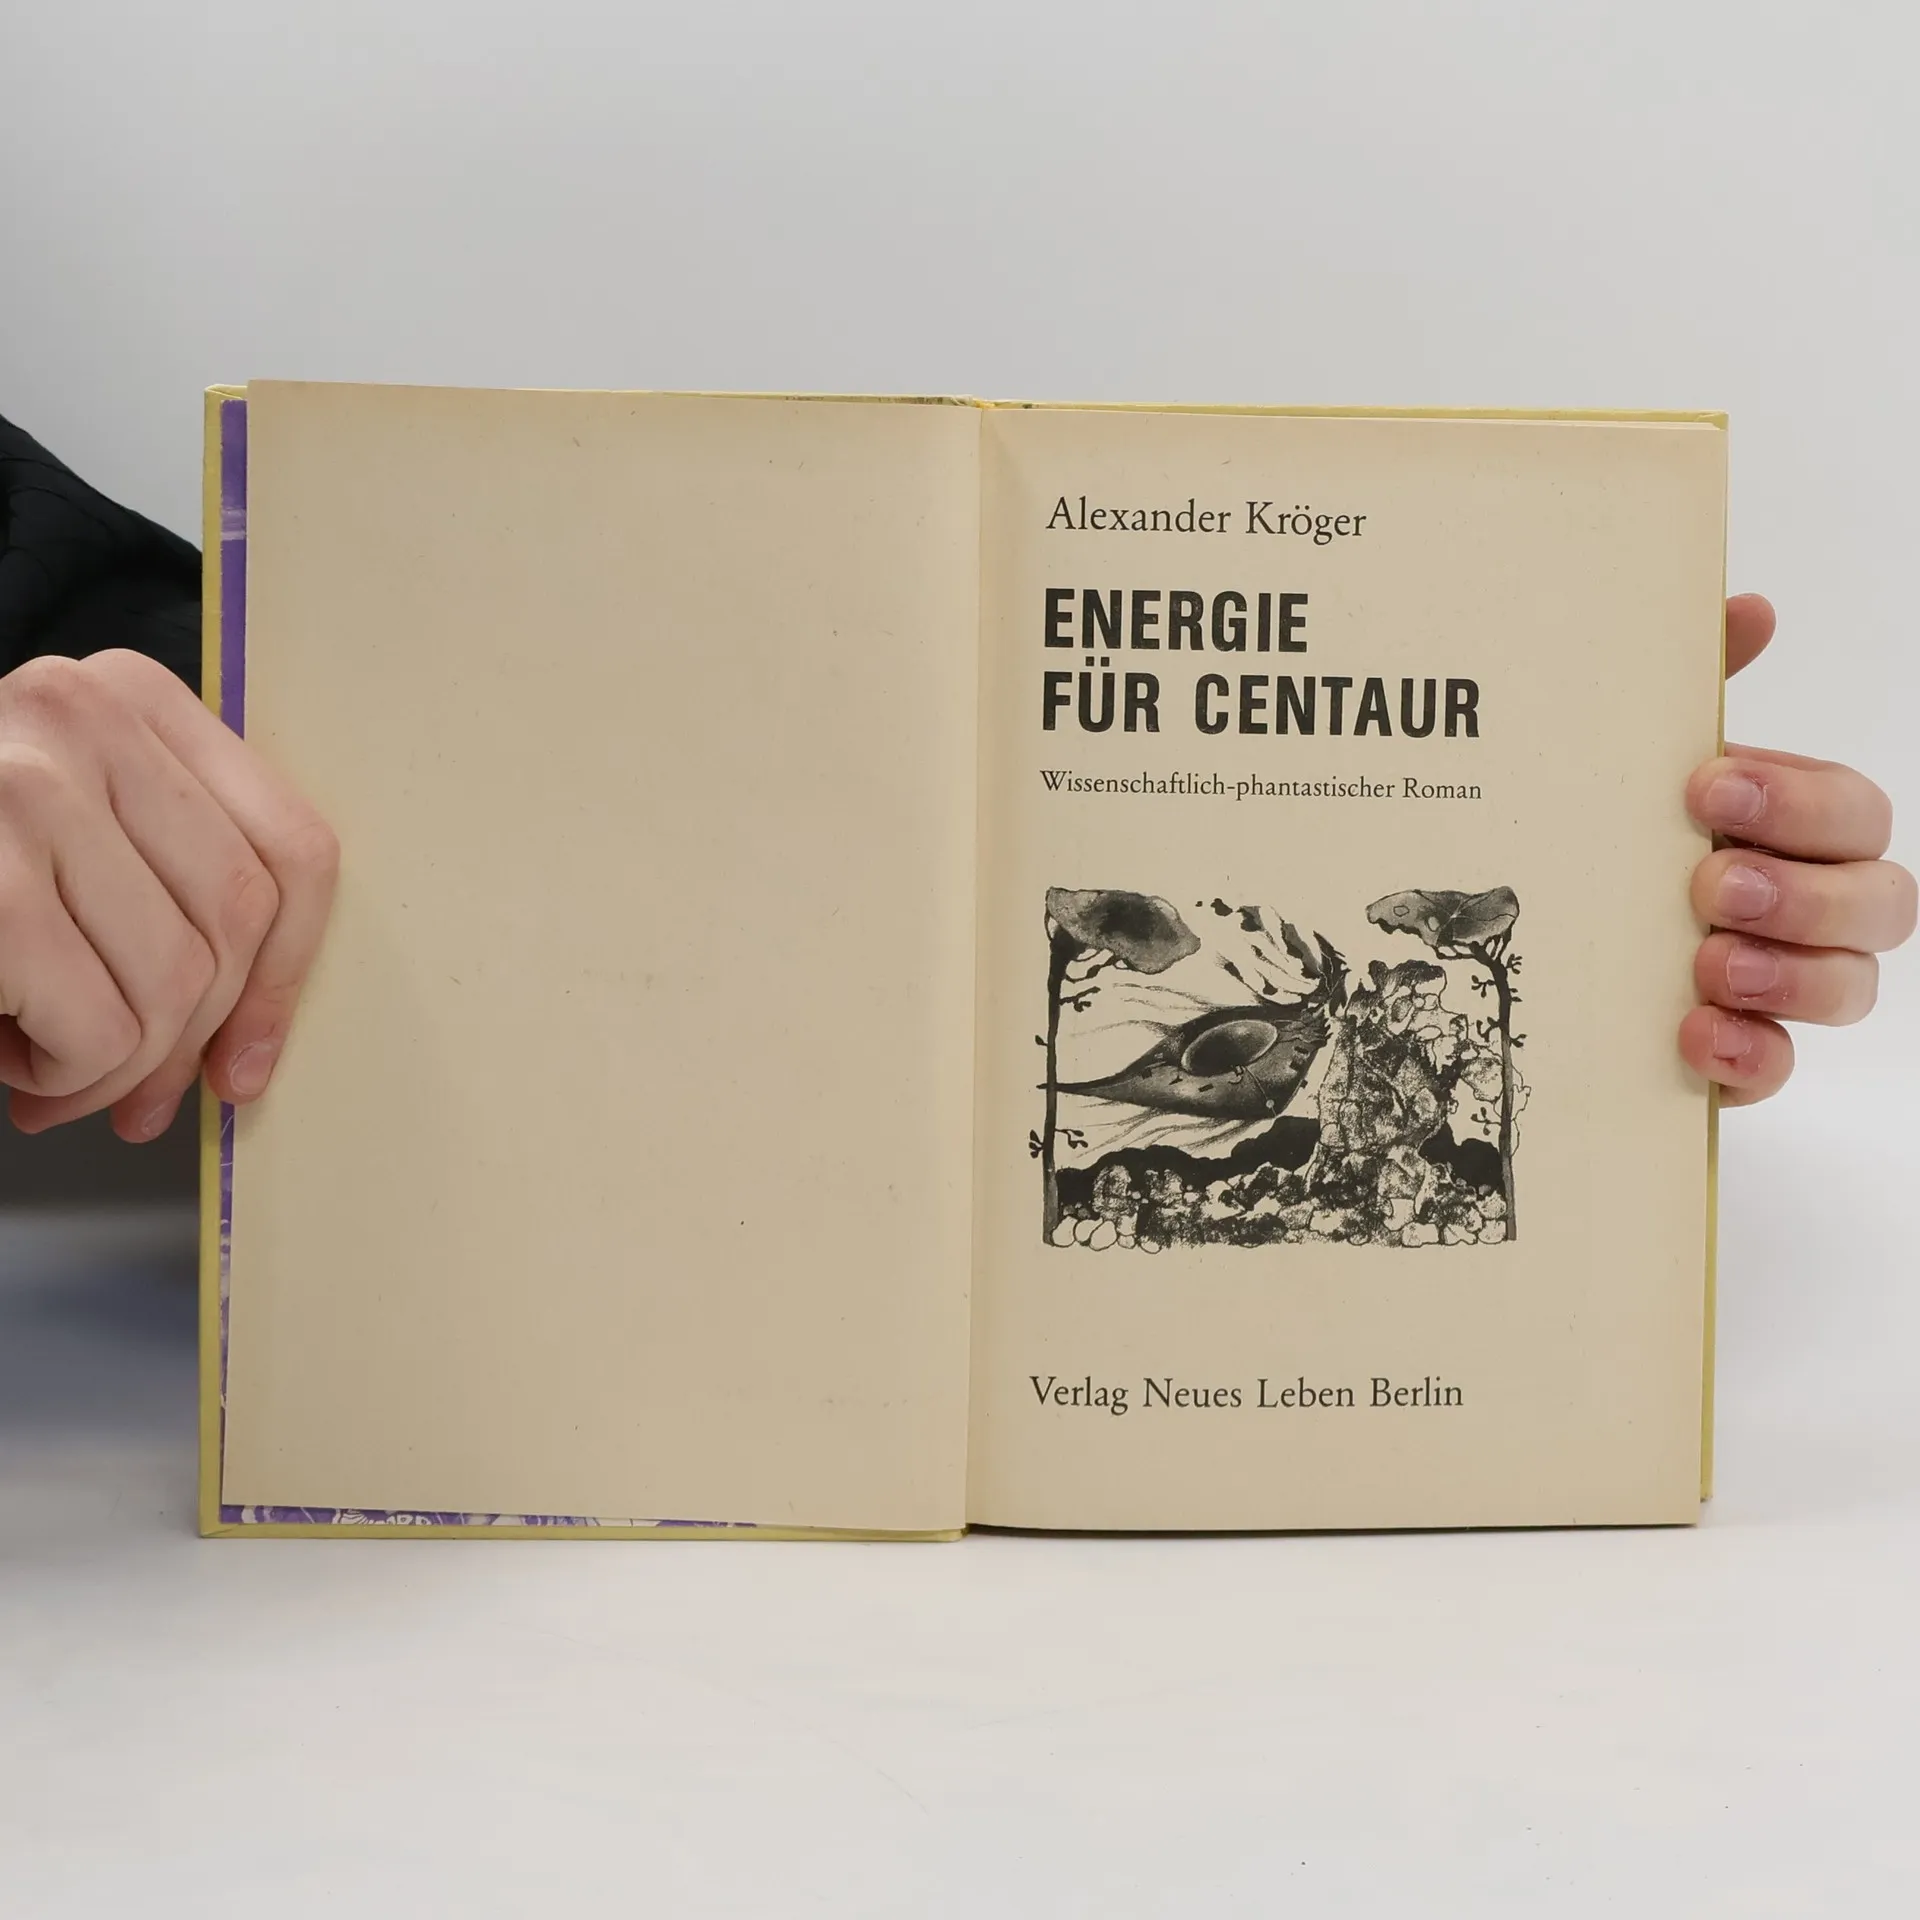 Alexander Kröger
ENERGIE
FÜR CENTAUR
Wissenschaftlich-phantastischer Roman
Verlag Neues Leben Berlin